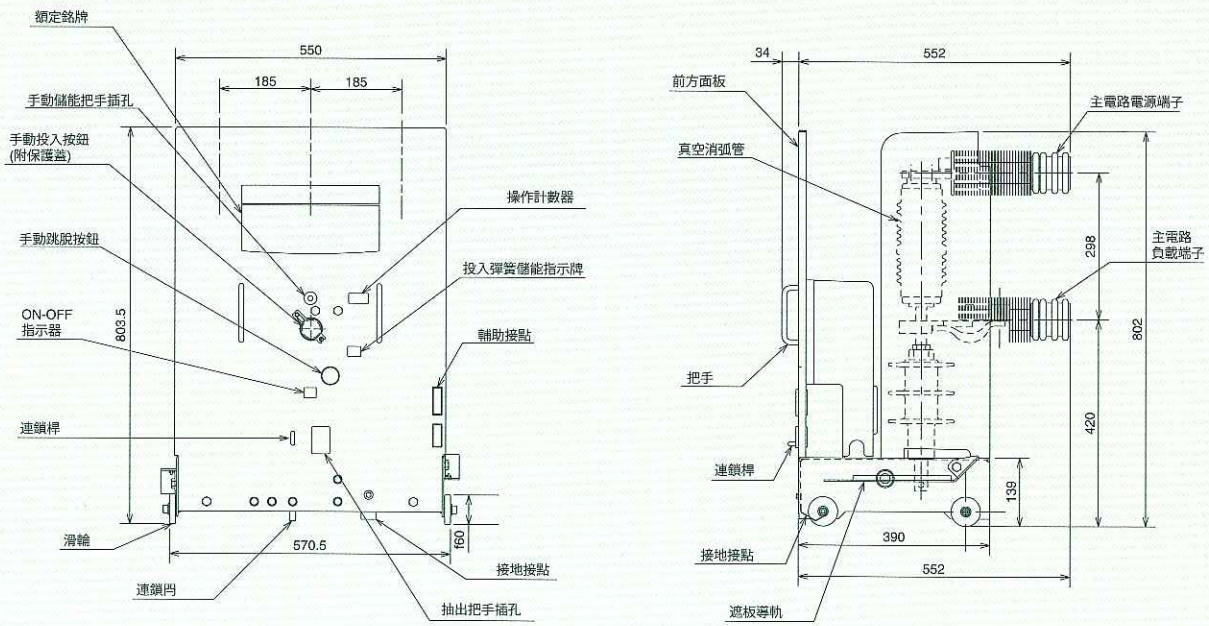 額定銘牌
550
185
185
手動儲能把手插孔
手動投入按鈕
(附保護蓋)
操作計數器
手動跳脫按鈕
投入彈簧儲能指示牌
ON-OFF
指示器
803.5
輔助接點
連鎖桿
滑輪
570.5
f60
連鎖閂
接地接點
抽出把手插孔
34
552
前方面板
主電路電源端子
真空消弧管
主電路
負載端子
298
802
把手
420
連鎖桿
139
接地接點
390
552
遮板導軌